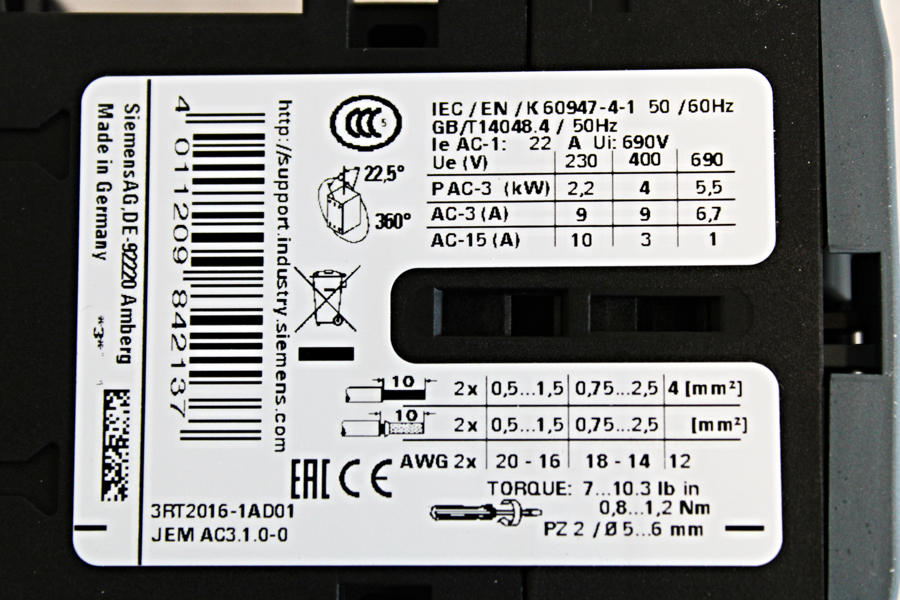 SiemensAG,DE-92220 Amberg
Made in Germany
*3*
4 011209 842137
http://support.industry.siemens.com
CCC S
22,5°
360°
IEC / EN / K 60947-4-1 50 /60Hz
GB/T14048.4 / 50Hz
Ie AC-1: 22 A Ui: 690V
Ue (V) 230 400 690
P AC-3 (kW) 2,2 4 5,5
AC-3 (A) 9 9 6,7
AC-15 (A) 10 3 1
10 2x 0,5...1,5 0,75...2,5 4 [mm²]
10 2x 0,5...1,5 0,75...2,5 [mm²]
AWG 2x 20 - 16 18 - 14 12
EAC CE
TORQUE: 7...10.3 lb in
0,8...1,2 Nm
PZ 2 / Ø 5...6 mm
3RT2016-1AD01
JEM AC3.1.0-0